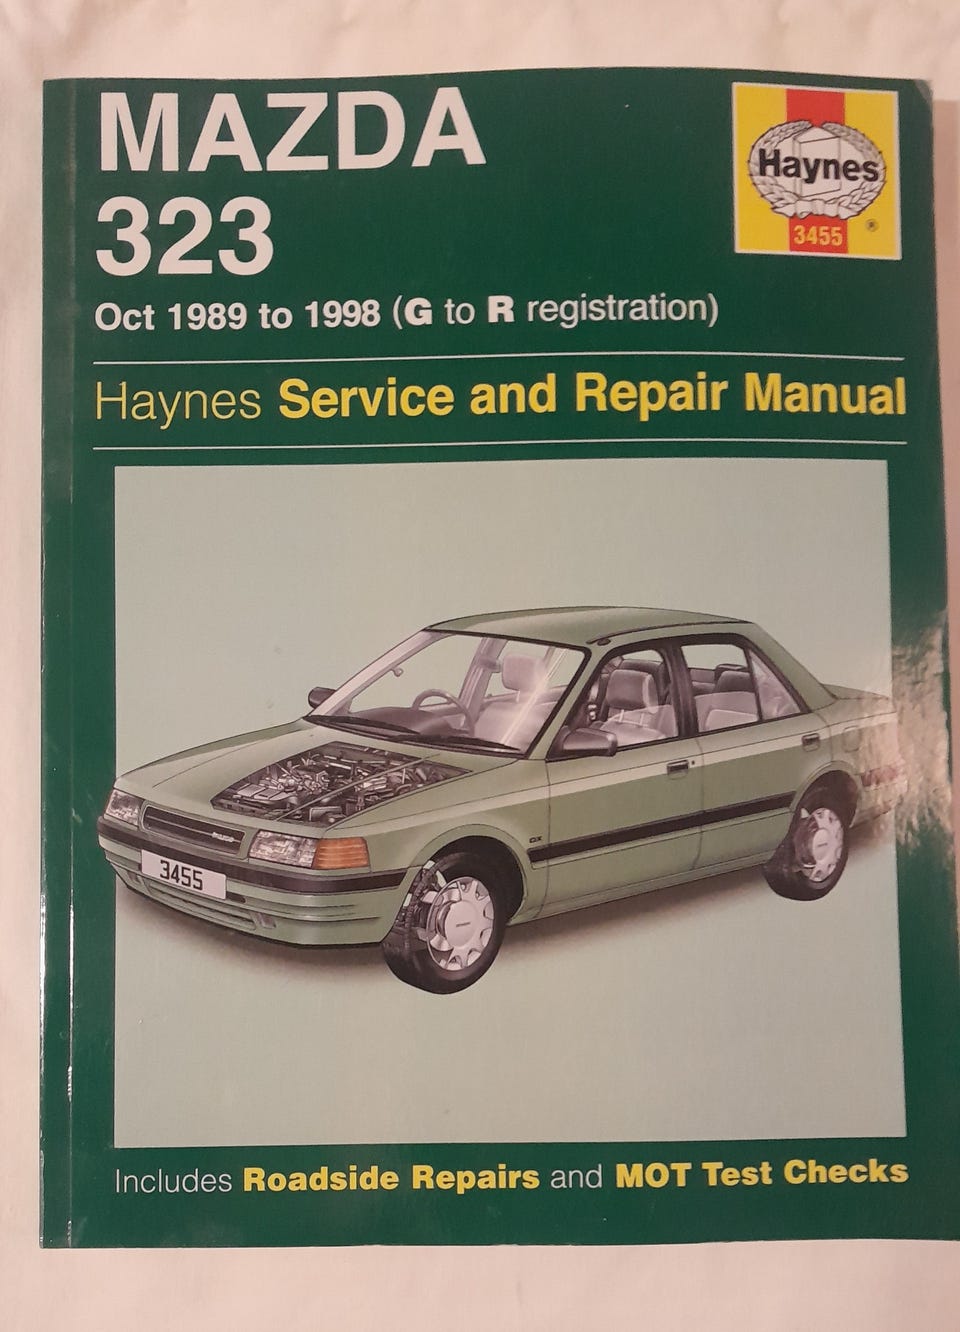 MAZDA
323
Haynes
®
3455
Oct 1989 to 1998 (G to R registration)
Haynes Service and Repair Manual
GX
3455
Includes Roadside Repairs and MOT Test Checks